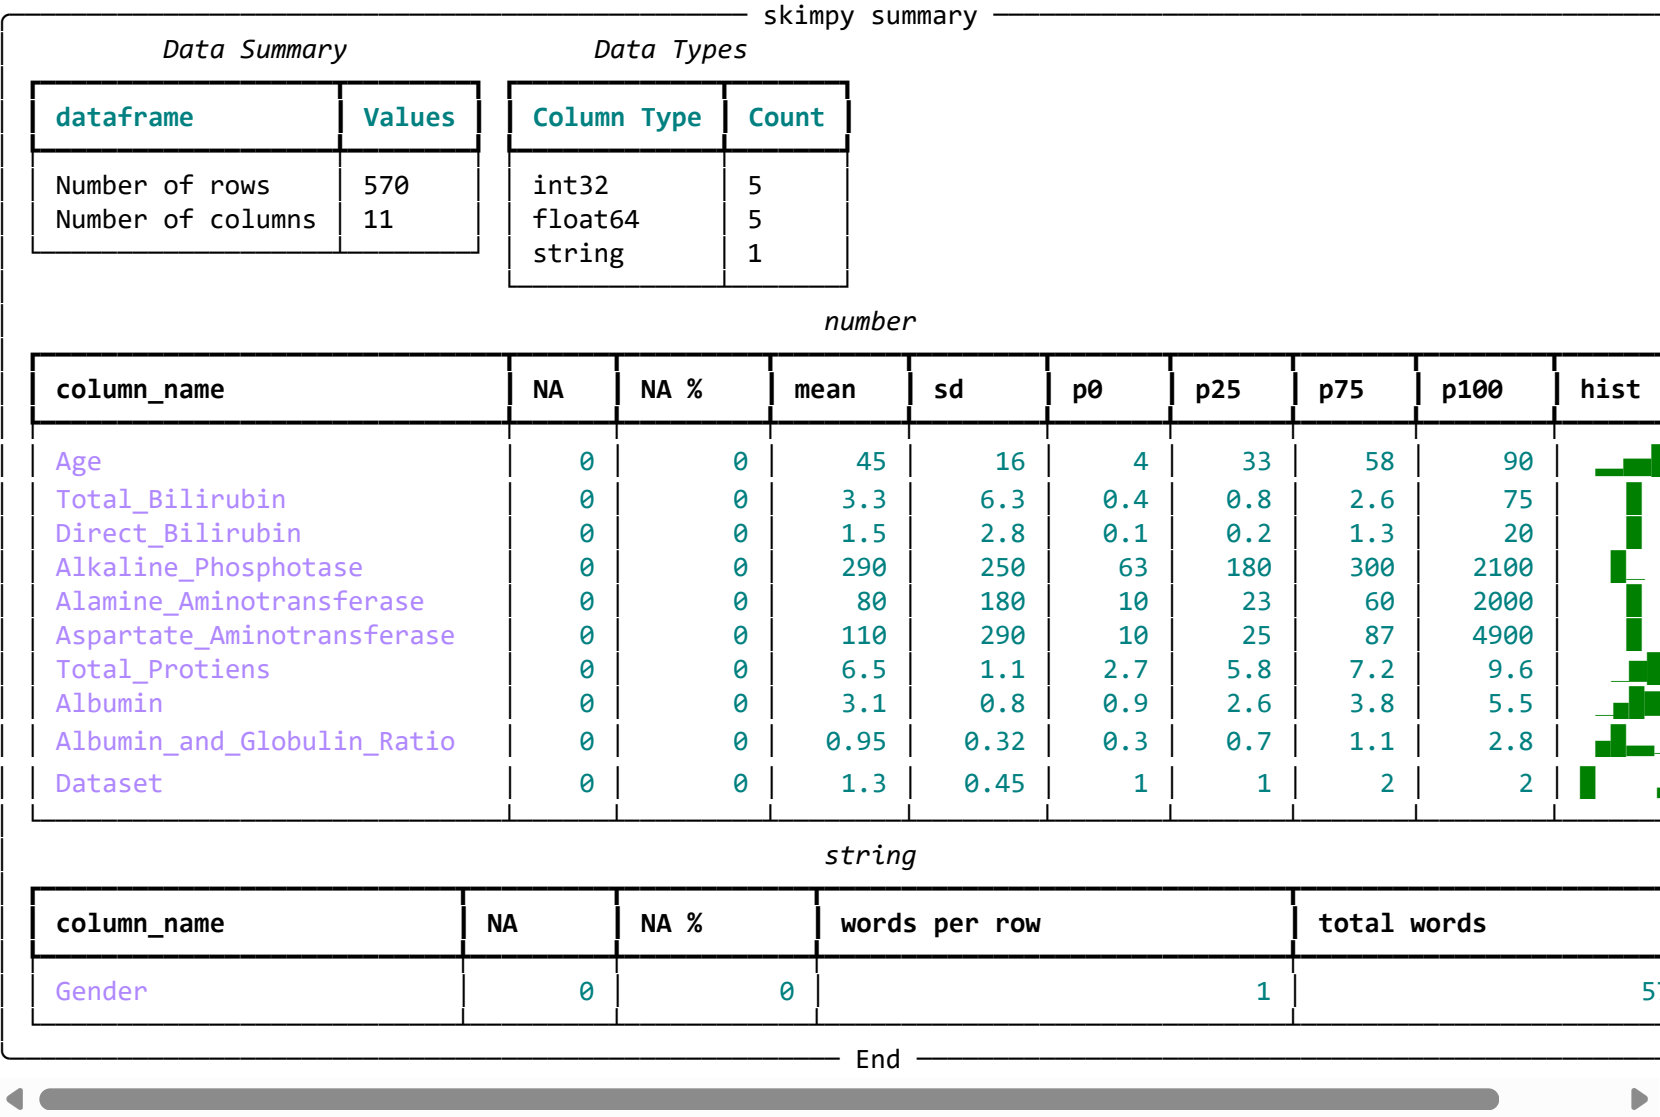 skimpy summary
Data Summary Data Types
dataframe Values Column Type Count
Number of rows 570 int32 5
Number of columns 11 float64 5
string 1
number
column_name NA NA % mean sd p0 p25 p75 p100 hist
Age 0 0 45 16 4 33 58 90
Total_Bilirubin 0 0 3.3 6.3 0.4 0.8 2.6 75
Direct_Bilirubin 0 0 1.5 2.8 0.1 0.2 1.3 20
Alkaline_Phosphotase 0 0 290 250 63 180 300 2100
Alamine_Aminotransferase 0 0 80 180 10 23 60 2000
Aspartate_Aminotransferase 0 0 110 290 10 25 87 4900
Total_Protiens 0 0 6.5 1.1 2.7 5.8 7.2 9.6
Albumin 0 0 3.1 0.8 0.9 2.6 3.8 5.5
Albumin_and_Globulin_Ratio 0 0 0.95 0.32 0.3 0.7 1.1 2.8
Dataset 0 0 1.3 0.45 1 1 2 2
string
column_name NA NA % words per row total words
Gender 0 0 1
End